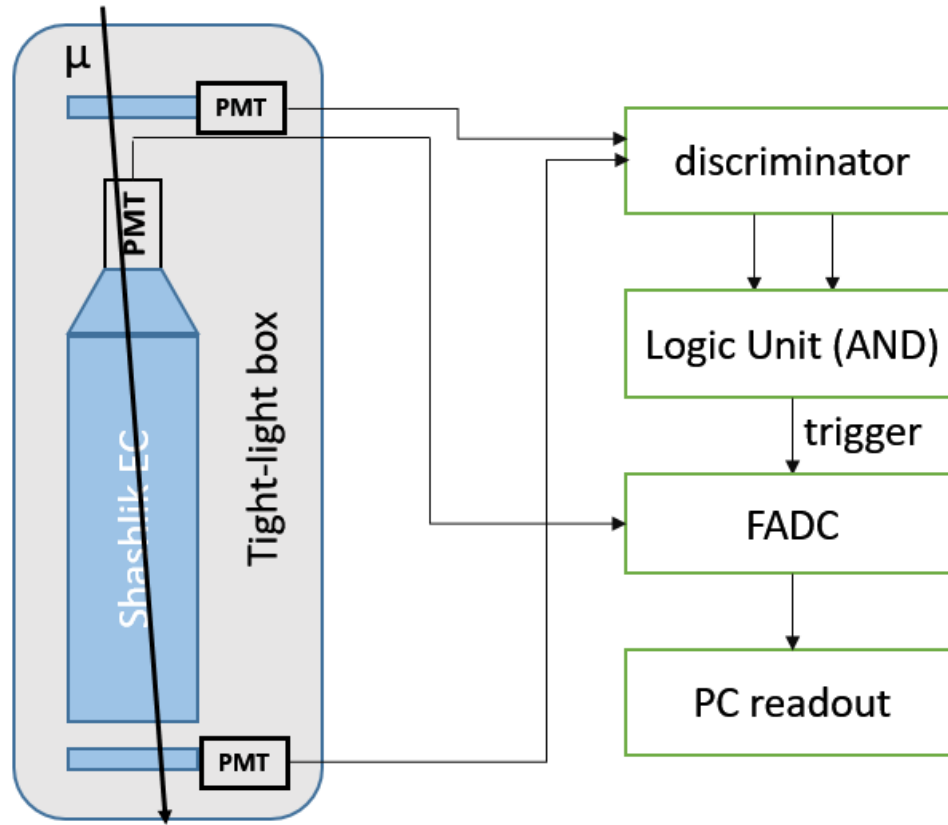 μ
PMT
PMT
Shashlik EC
Tight-light box
PMT
discriminator
Logic Unit (AND)
trigger
FADC
PC readout